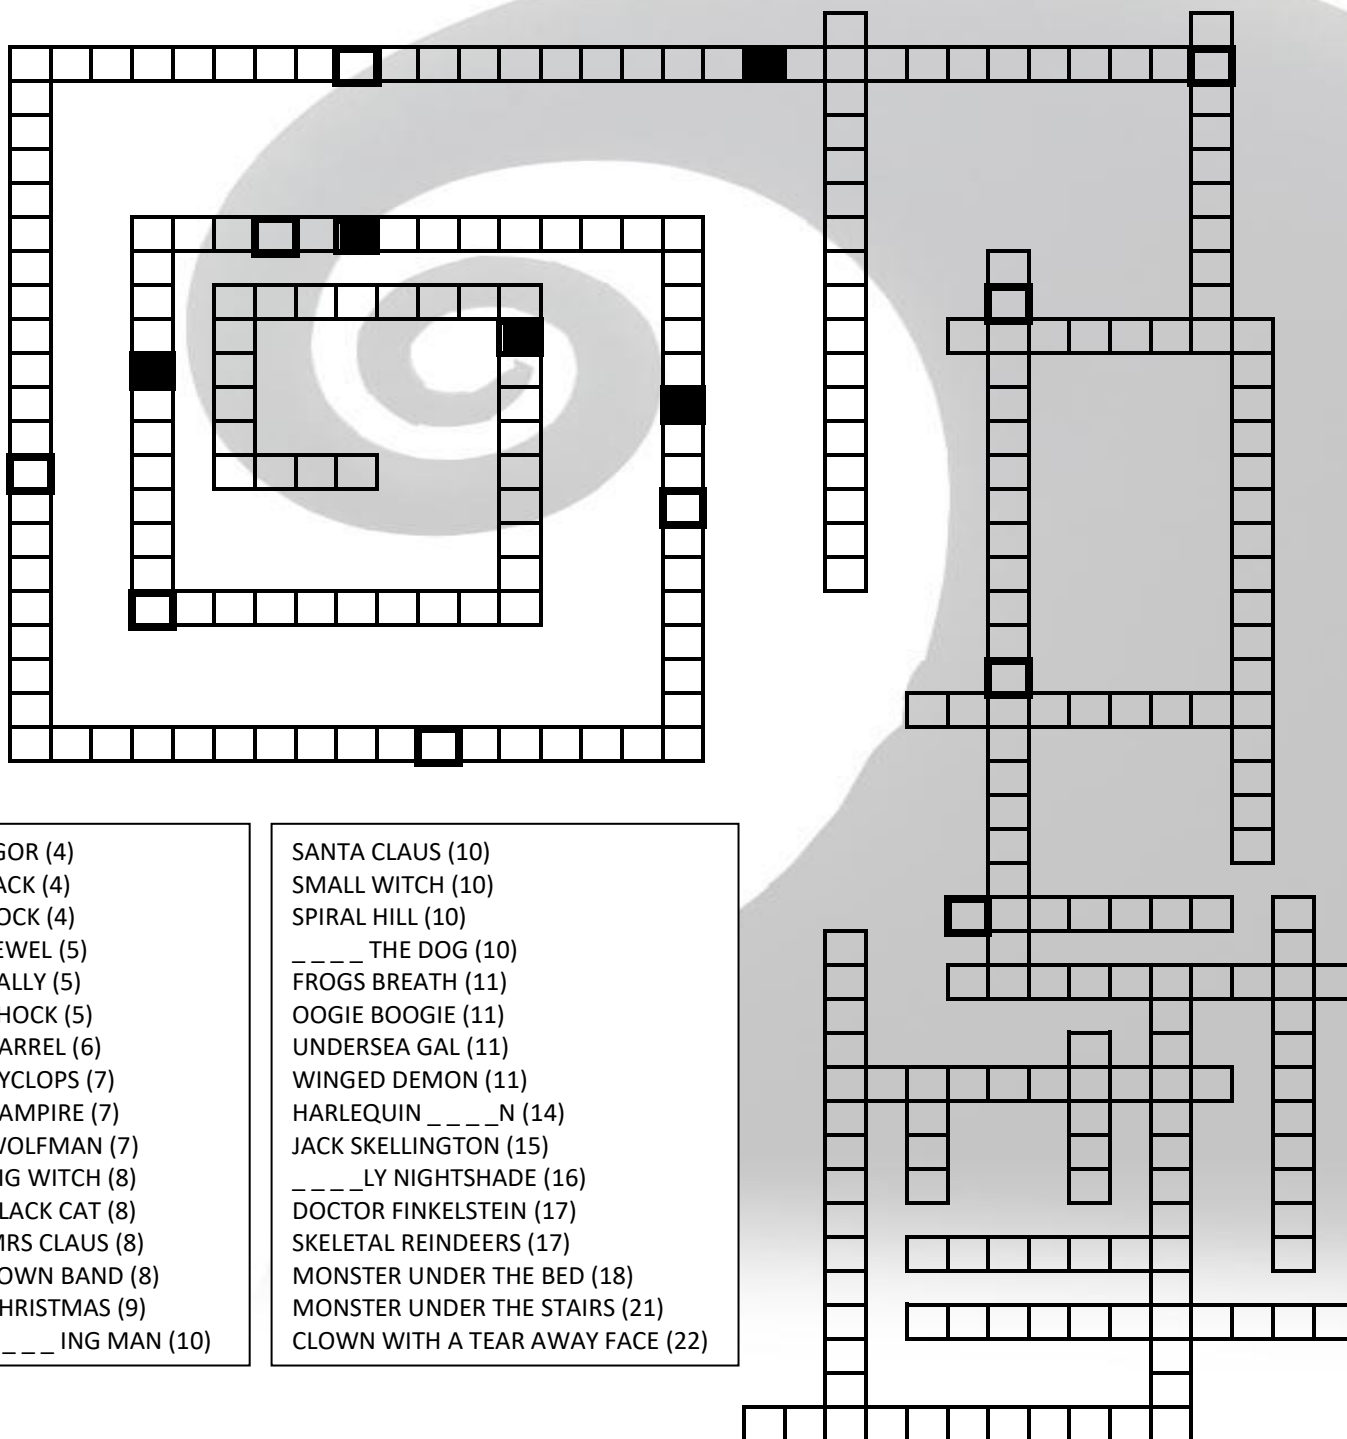 GOR (4)
ACK (4)
OCK (4)
EWEL (5)
ALLY (5)
HOCK (5)
ARREL (6)
YCLOPS (7)
AMPIRE (7)
WOLFMAN (7)
IG WITCH (8)
LACK CAT (8)
MRS CLAUS (8)
OWN BAND (8)
HRISTMAS (9)
_ _ _ ING MAN (10)
SANTA CLAUS (10)
SMALL WITCH (10)
SPIRAL HILL (10)
_ _ _ _ THE DOG (10)
FROGS BREATH (11)
OOGIE BOOGIE (11)
UNDERSEA GAL (11)
WINGED DEMON (11)
HARLEQUIN _ _ _ _N (14)
JACK SKELLINGTON (15)
_ _ _ _LY NIGHTSHADE (16)
DOCTOR FINKELSTEIN (17)
SKELETAL REINDEERS (17)
MONSTER UNDER THE BED (18)
MONSTER UNDER THE STAIRS (21)
CLOWN WITH A TEAR AWAY FACE (22)